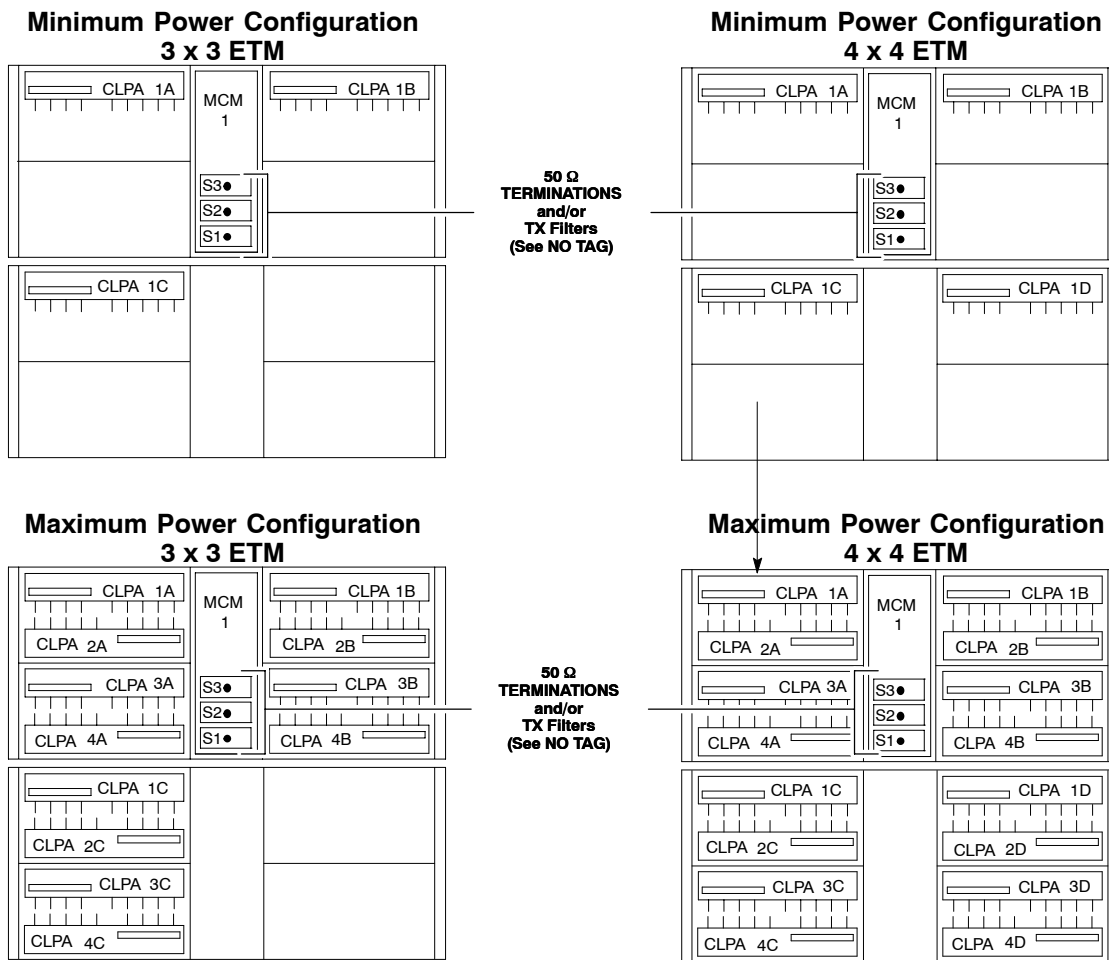 Minimum Power Configuration
3 x 3 ETM
CLPA 1A
MCM
1
CLPA 1B
S3
S2
S1
CLPA 1C
50 Ω
TERMINATIONS
and/or
TX Filters
(See NO TAG)
Minimum Power Configuration
4 x 4 ETM
CLPA 1A
MCM
1
CLPA 1B
S3
S2
S1
CLPA 1C
CLPA 1D
Maximum Power Configuration
3 x 3 ETM
CLPA 1A
MCM
1
CLPA 1B
CLPA 2A
CLPA 2B
CLPA 3A
S3
S2
S1
CLPA 3B
CLPA 4A
CLPA 4B
CLPA 1C
CLPA 2C
CLPA 3C
CLPA 4C
50 Ω
TERMINATIONS
and/or
TX Filters
(See NO TAG)
Maximum Power Configuration
4 x 4 ETM
CLPA 1A
MCM
1
CLPA 1B
CLPA 2A
CLPA 2B
CLPA 3A
S3
S2
S1
CLPA 3B
CLPA 4A
CLPA 4B
CLPA 1C
CLPA 1D
CLPA 2C
CLPA 2D
CLPA 3C
CLPA 3D
CLPA 4C
CLPA 4D